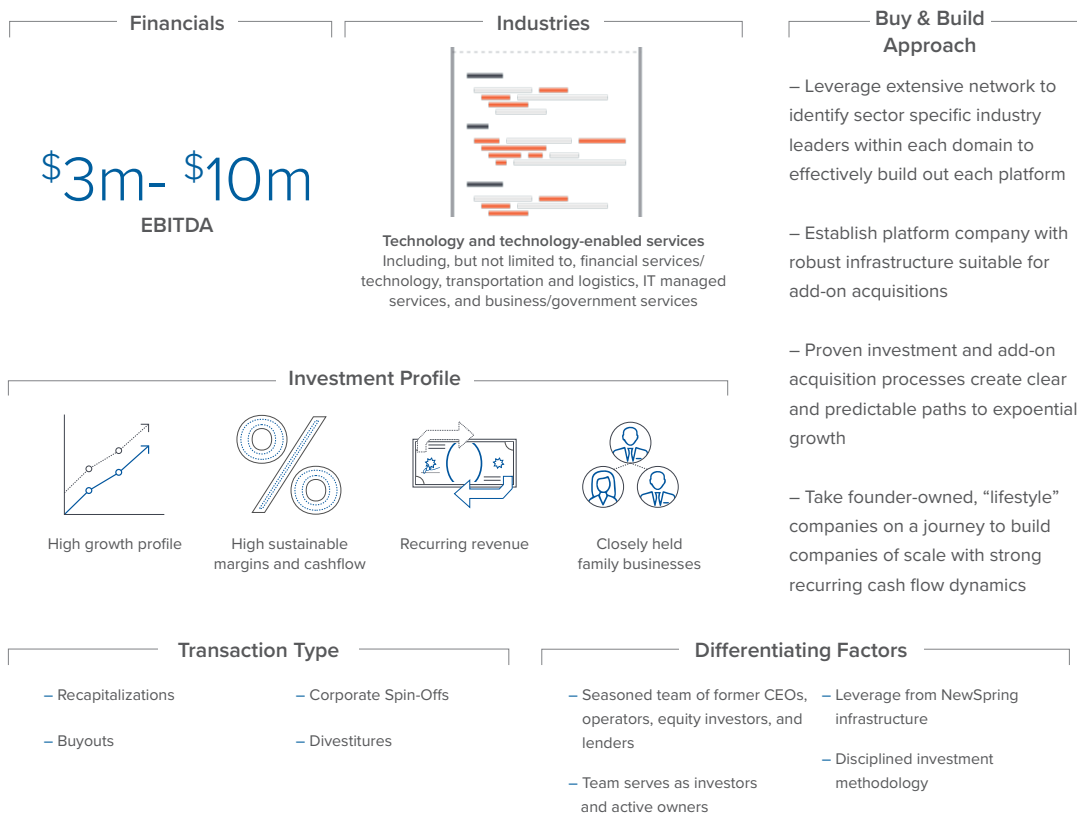 Financials
$3m- $10m
EBITDA
Industries
Technology and technology-enabled services
Including, but not limited to, financial services/
technology, transportation and logistics, IT managed
services, and business/government services
Buy & Build
Approach
– Leverage extensive network to
identify sector specific industry
leaders within each domain to
effectively build out each platform
– Establish platform company with
robust infrastructure suitable for
add-on acquisitions
– Proven investment and add-on
acquisition processes create clear
and predictable paths to expoential
growth
– Take founder-owned, “lifestyle”
companies on a journey to build
companies of scale with strong
recurring cash flow dynamics
Investment Profile
High growth profile
High sustainable
margins and cashflow
Recurring revenue
Closely held
family businesses
Transaction Type
– Recapitalizations
– Buyouts
– Corporate Spin-Offs
– Divestitures
Differentiating Factors
– Seasoned team of former CEOs,
operators, equity investors, and
lenders
– Team serves as investors
and active owners
– Leverage from NewSpring
infrastructure
– Disciplined investment
methodology